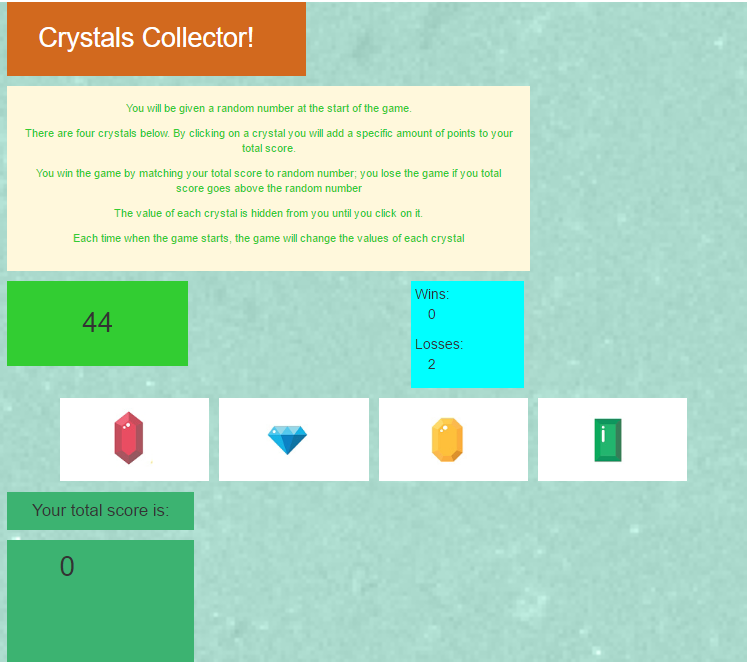 Crystals Collector!
You will be given a random number at the start of the game.
There are four crystals below. By clicking on a crystal you will add a specific amount of points to your
total score.
You win the game by matching your total score to random number; you lose the game if you total
score goes above the random number
The value of each crystal is hidden from you until you click on it.
Each time when the game starts, the game will change the values of each crystal
44
Wins:
0
Losses:
2
Your total score is:
0